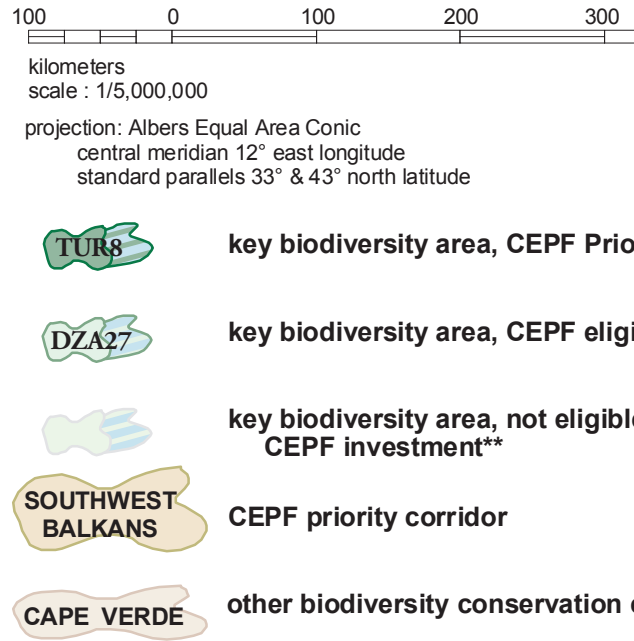 100 0 100 200 300
kilometers
scale : 1/5,000,000
projection: Albers Equal Area Conic
central meridian 12° east longitude
standard parallels 33° & 43° north latitude
TUR8 key biodiversity area, CEPF Prio
DZA27 key biodiversity area, CEPF eligi
key biodiversity area, not eligible
CEPF investment**
SOUTHWEST
BALKANS
CEPF priority corridor
CAPE VERDE other biodiversity conservation